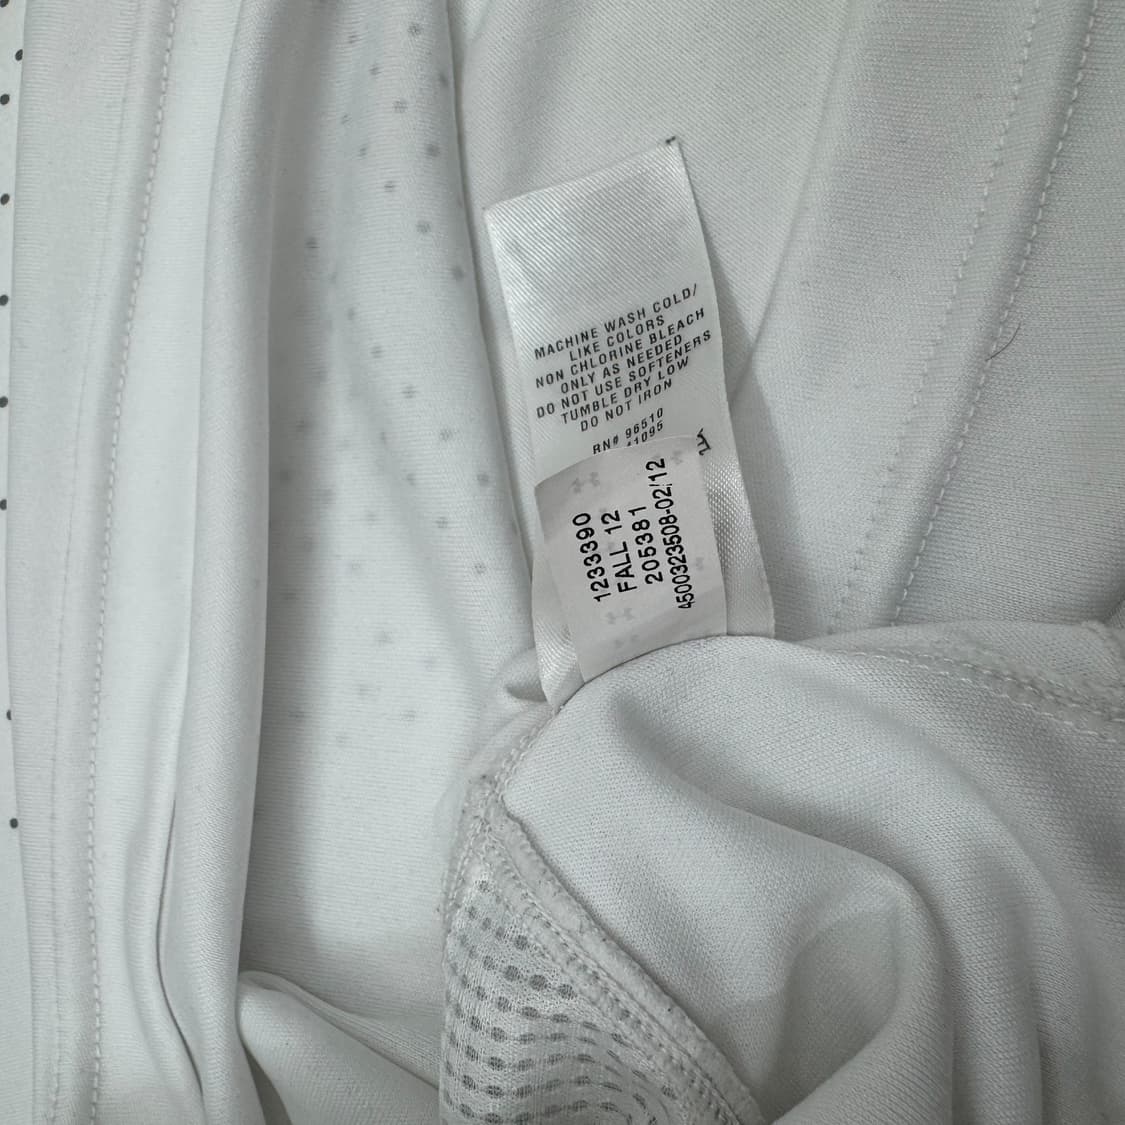 MACHINE WASH COLD/
LIKE COLORS
NON CHLORINE BLEACH
ONLY AS NEEDED
DO NOT USE SOFTENERS
TUMBLE DRY LOW
DO NOT IRON
RN# 96510
1233390
FALL 12
205381
4500323508-02/12